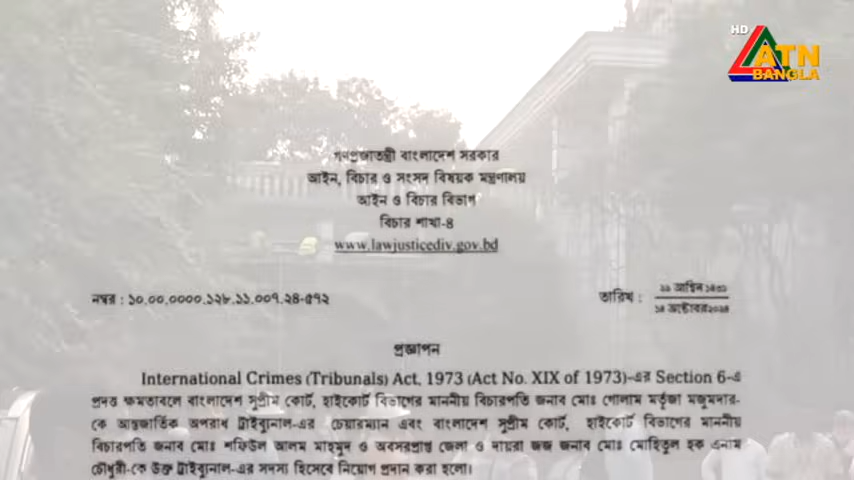 HD
ATN
BANGLA
গণপ্রজাতন্ত্রী বাংলাদেশ সরকার
আইন, বিচার ও সংসদ বিষয়ক মন্ত্রণালয়
আইন ও বিচার বিভাগ
বিচার শাখা-৪
www.lawjusticediv.gov.bd
নম্বর : ১০.০০.০০০০.১২৮.১১.০০৭.২৪-৫৭২
তারিখ :
২৯ আশ্বিন ১৪৩১
১৪ অক্টোবর২০২৪
প্রজ্ঞাপন
International Crimes (Tribunals) Act, 1973 (Act No. XIX of 1973)-এর Section 6-এ
প্রদত্ত ক্ষমতাবলে বাংলাদেশ সুপ্রীম কোর্ট, হাইকোর্ট বিভাগের মাননীয় বিচারপতি জনাব মোঃ গোলাম মর্তূজা মজুমদার-
কে আন্তজার্তিক অপরাধ ট্রাইব্যুনাল-এর চেয়ারম্যান এবং বাংলাদেশ সুপ্রীম কোর্ট, হাইকোর্ট বিভাগের মাননীয়
বিচারপতি জনাব মোঃ শফিউল আলম মাহমুদ ও অবসরপ্রাপ্ত জেলা ও দায়রা জজ জনাব মোঃ মোহিতুল হক এনাম
চৌধুরী-কে উক্ত ট্রাইব্যুনাল-এর সদস্য হিসেবে নিয়োগ প্রদান করা হলো।